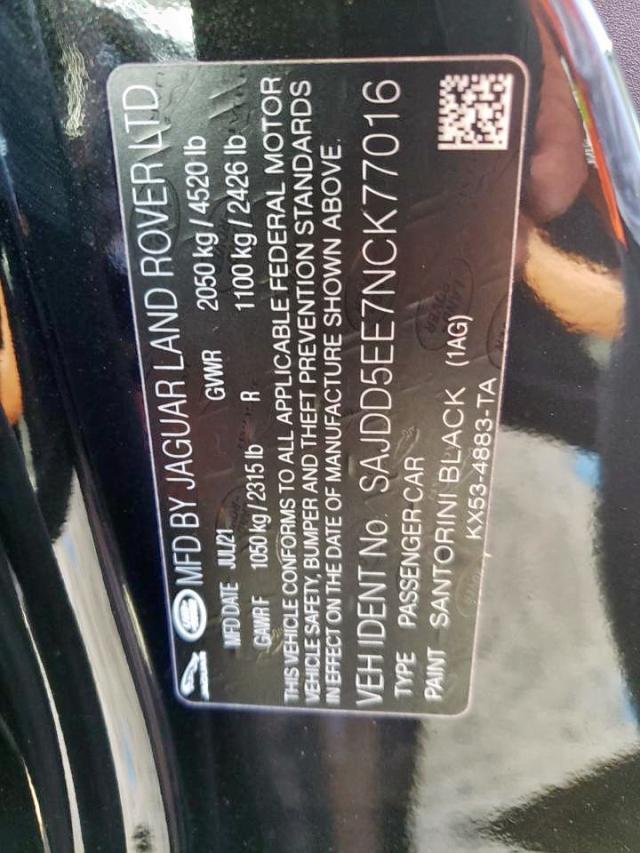 MFD BY JAGUAR LAND ROVER LTD
MFD DATE JUL/21 GVWR 2050 kg / 4520 lb
GAWR F 1050 kg / 2315 lb R 1100 kg / 2426 lb
THIS VEHICLE CONFORMS TO ALL APPLICABLE FEDERAL MOTOR
VEHICLE SAFETY, BUMPER AND THEFT PREVENTION STANDARDS
IN EFFECT ON THE DATE OF MANUFACTURE SHOWN ABOVE.
VEH IDENT No. SAJDD5EE7NCK77016
TYPE PASSENGER CAR
PAINT SANTORINI BLACK (1AG)
KX53-4883-TA